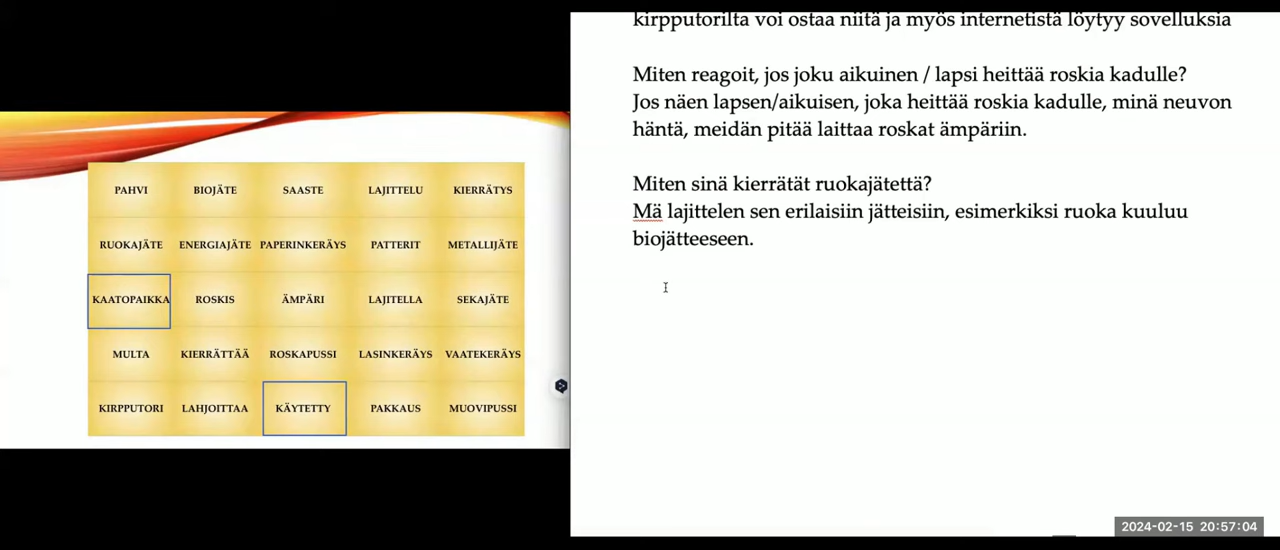 PAHVI BIOJÄTE SAASTE LAJITTELU KIERRÄTYS
RUOKAJÄTE ENERGIAJÄTE PAPERINKERÄYS PATTERIT METALLIJÄTE
KAATOPAIKKA ROSKIS ÄMPÄRI LAJITELLA SEKAJÄTE
MULTA KIERRÄTTÄÄ ROSKAPUSSI LASINKERÄYS VAATEKERÄYS
KIRPPUTORI LAHJOITTAA KÄYTETTY PAKKAUS MUOVIPUSSI
kirpputorilta voi ostaa niitä ja myös internetistä löytyy sovelluksia
Miten reagoit, jos joku aikuinen / lapsi heittää roskia kadulle?
Jos näen lapsen/aikuisen, joka heittää roskia kadulle, minä neuvon
häntä, meidän pitää laittaa roskat ämpäriin.
Miten sinä kierrätät ruokajätettä?
Mä lajittelen sen erilaisiin jätteisiin, esimerkiksi ruoka kuuluu
biojätteeseen.
2024-02-15 20:57:04